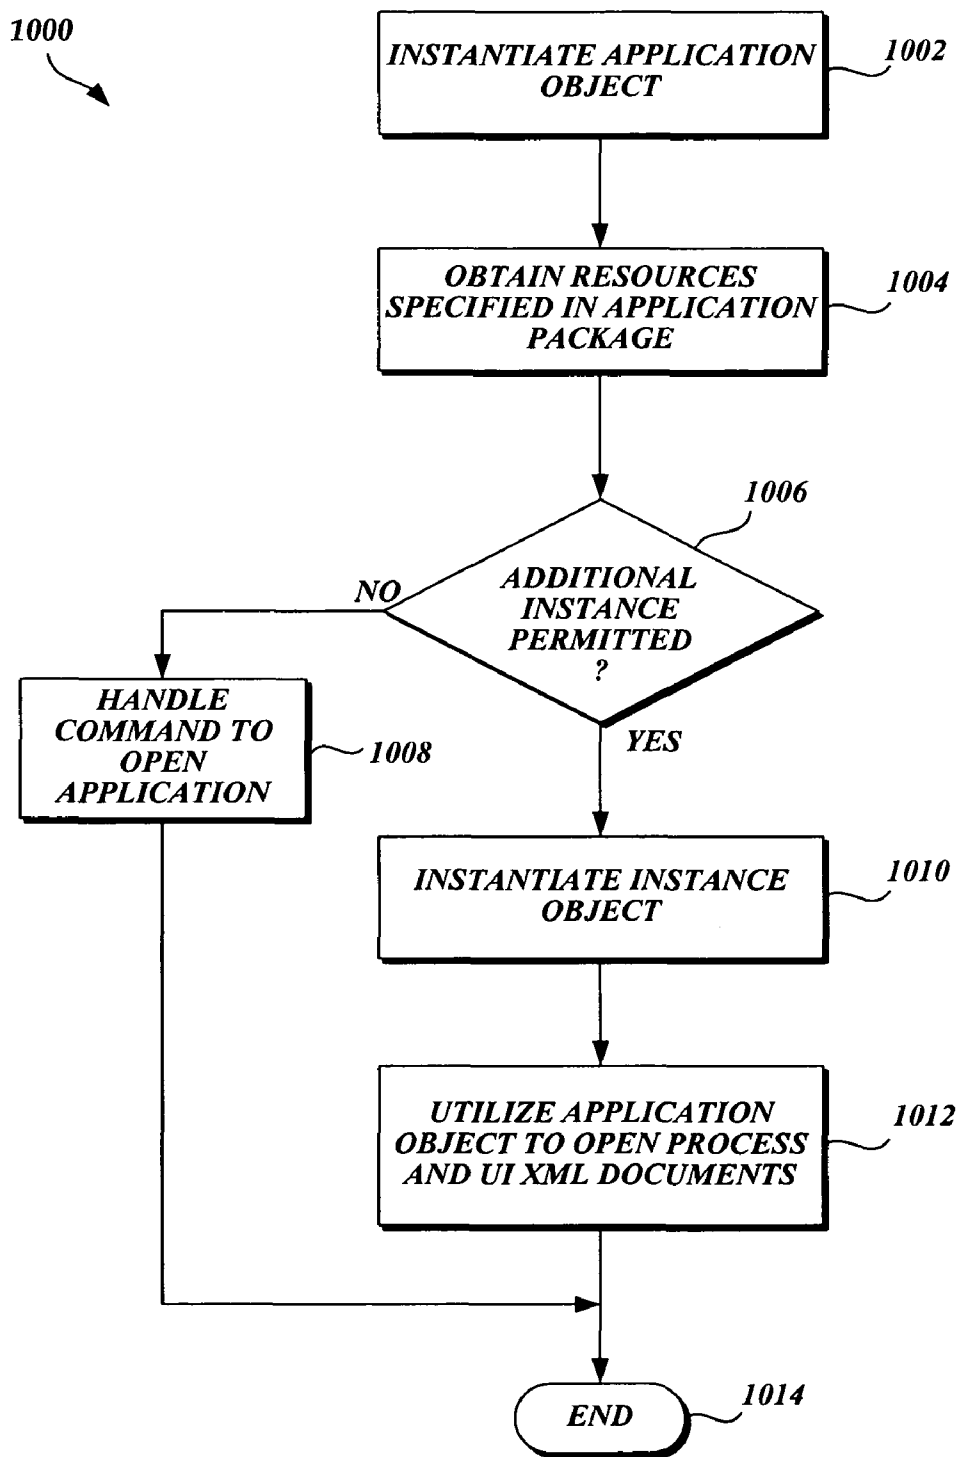 1000
INSTANTIATE APPLICATION
OBJECT
1002
OBTAIN RESOURCES
SPECIFIED IN APPLICATION
PACKAGE
1004
1006
ADDITIONAL
INSTANCE
PERMITTED
?
NO
YES
HANDLE
COMMAND TO
OPEN
APPLICATION
1008
INSTANTIATE INSTANCE
OBJECT
1010
UTILIZE APPLICATION
OBJECT TO OPEN PROCESS
AND UI XML DOCUMENTS
1012
END
1014